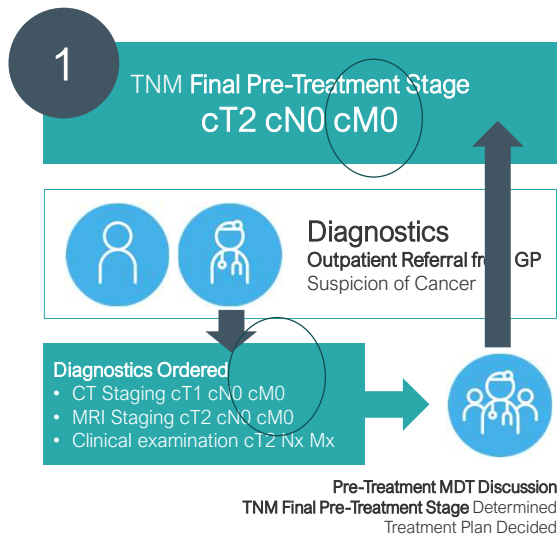 1
TNM Final Pre-Treatment Stage
cT2 cN0 cM0
Diagnostics
Outpatient Referral GP
Suspicion of Cancer
Diagnostics Ordered
• CT Staging cT1 cN0 cM0
• MRI Staging cT2 cN0 cM0
• Clinical examination cT2 Nx Mx
Pre-Treatment MDT Discussion
TNM Final Pre-Treatment Stage Determined
Treatment Plan Decided